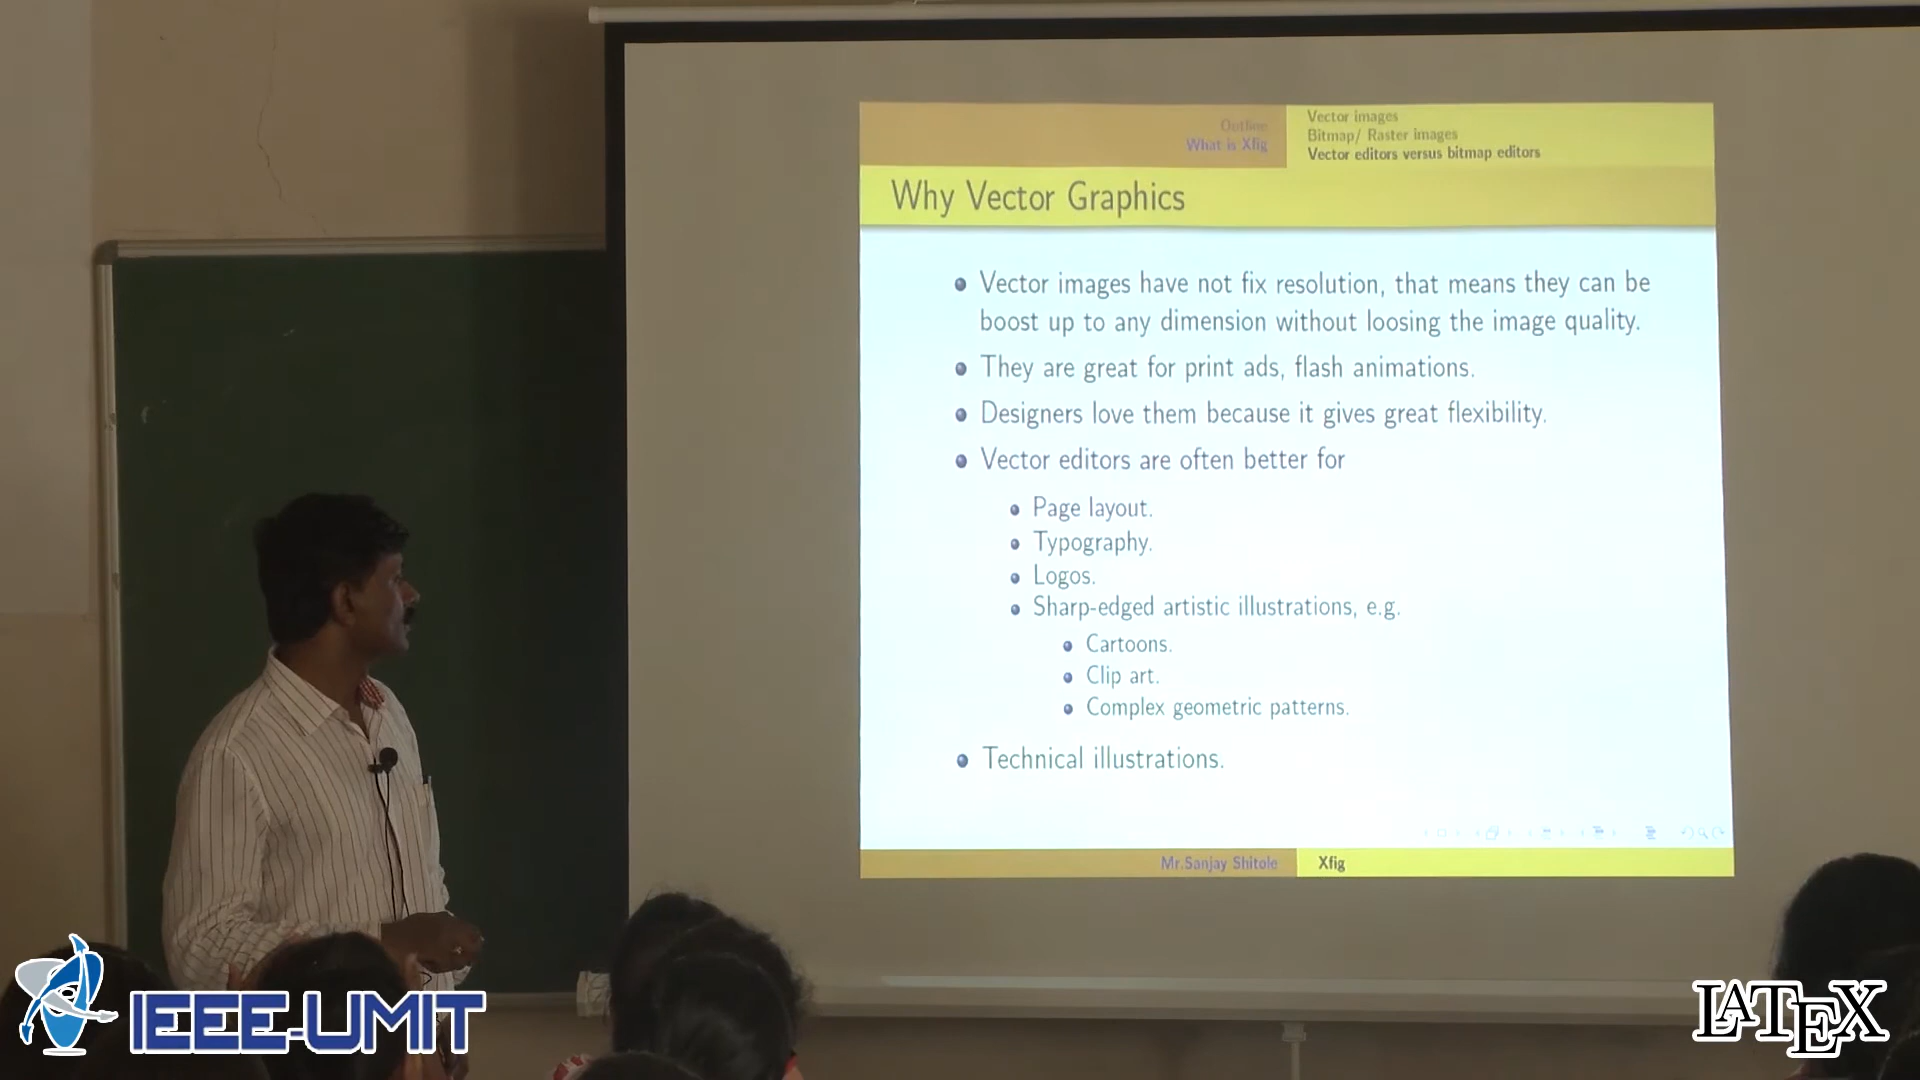 Outline
What is Xfig
Vector images
Bitmap/ Raster images
Vector editors versus bitmap editors
Why Vector Graphics
Vector images have not fix resolution, that means they can be
boost up to any dimension without loosing the image quality.
They are great for print ads, flash animations.
Designers love them because it gives great flexibility.
Vector editors are often better for
Page layout.
Typography.
Logos.
Sharp-edged artistic illustrations, e.g.
Cartoons.
Clip art.
Complex geometric patterns.
Technical illustrations.
Mr.Sanjay Shitole
Xfig
IEEE-UMIT
LATEX